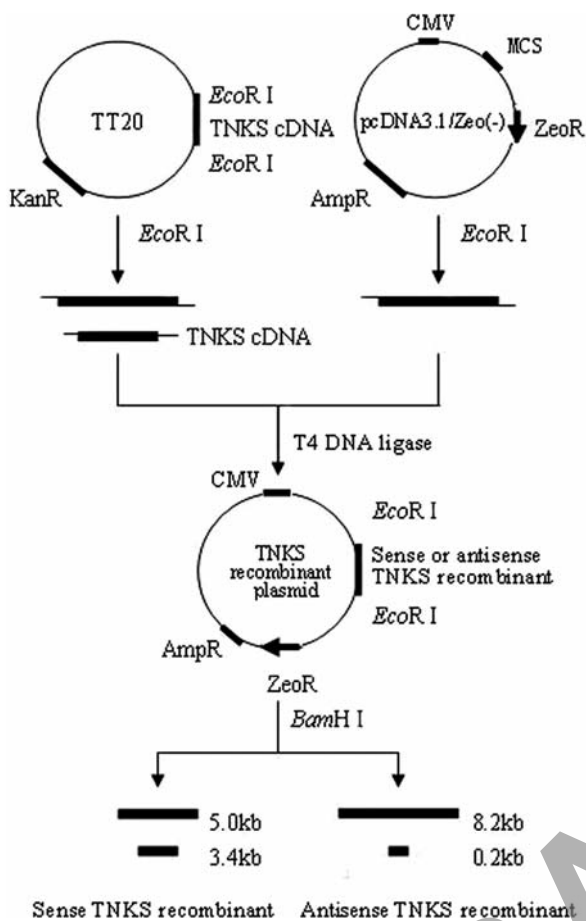 CMV
MCS
EcoR I
TT20
TNKS cDNA
pcDNA3.1/Zeo(-)
ZeoR
EcoR I
KanR
AmpR
EcoR I
EcoR I
TNKS cDNA
T4 DNA ligase
CMV
EcoR I
TNKS
recombinant
plasmid
Sense or antisense
TNKS recombinant
EcoR I
AmpR
ZeoR
BamH I
5.0kb
8.2kb
3.4kb
0.2kb
Sense TNKS recombinant
Antisense TNKS recombinant